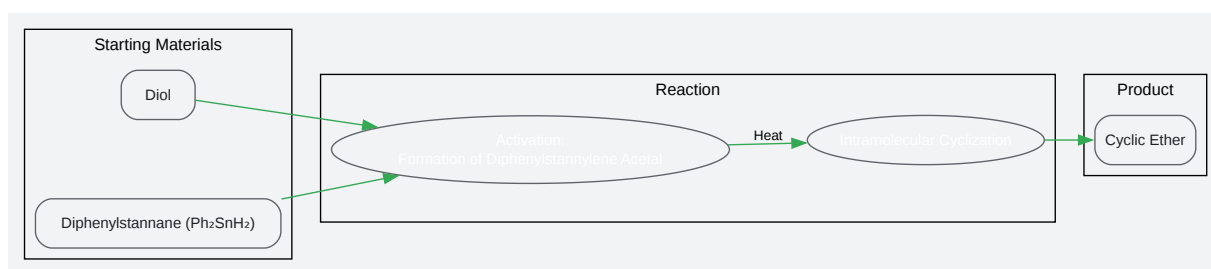 Starting Materials
Diol
Diphenylstannane (Ph₂SnH₂)
Reaction
Activation:
Formation of Diphenylstannylene Acetal
Heat
Intramolecular Cyclization
Product
Cyclic Ether